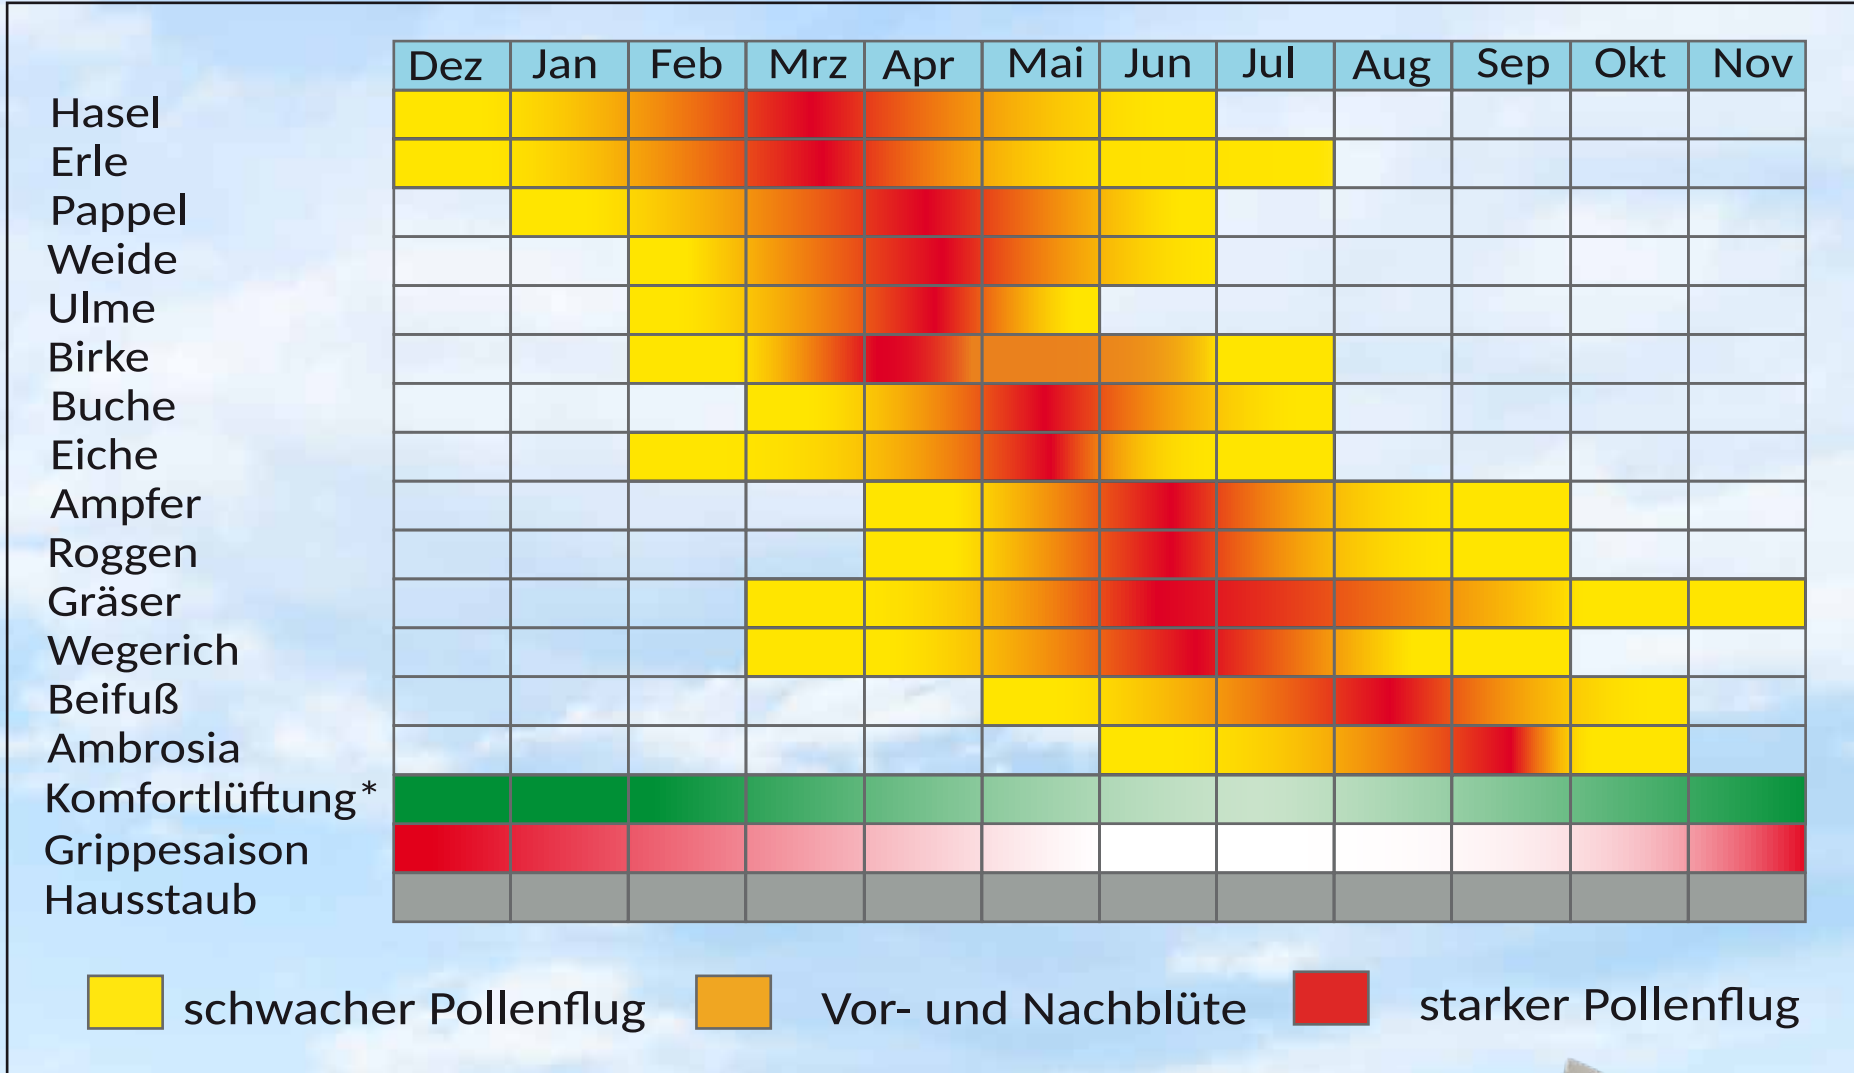 Dez Jan Feb Mrz Apr Mai Jun Jul Aug Sep Okt Nov
Hasel
Erle
Pappel
Weide
Ulme
Birke
Buche
Eiche
Ampfer
Roggen
Gräser
Wegerich
Beifuß
Ambrosia
Komfortlüftung*
Grippesaison
Hausstaub
schwacher Pollenflug Vor- und Nachblüte starker Pollenflug